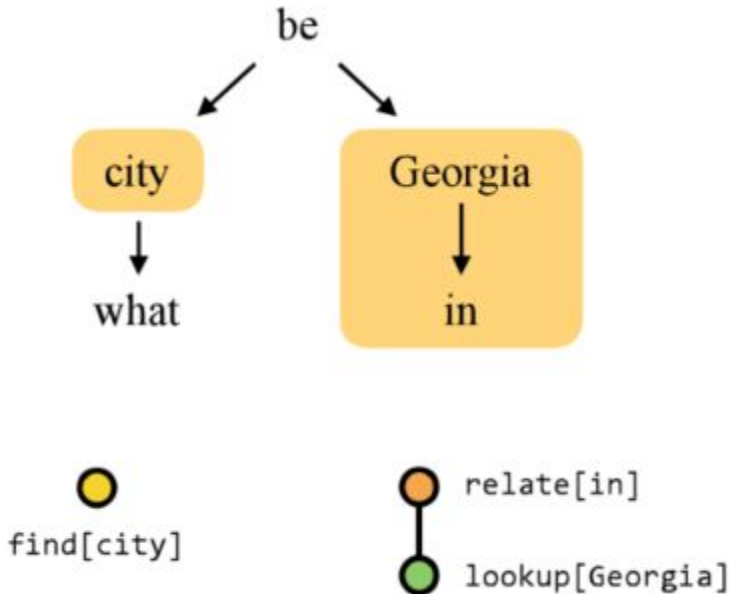 be
city
Georgia
what
in
relate[in]
find[city]
lookup[Georgia]